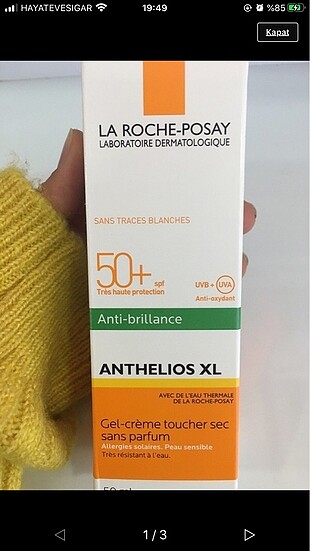 HAYATEVESIGAR
19:49
%85
Kapat
LA ROCHE-POSAY
LABORATOIRE DERMATOLOGIQUE
SANS TRACES BLANCHES
50+ spf
Très haute protection
UVB + UVA
Anti-oxydant
Anti-brillance
ANTHELIOS XL
AVEC DE L'EAU THERMALE
DE LA ROCHE-POSAY
Gel-crème toucher sec
sans parfum
Allergies solaires. Peau sensible
Très résistant à l'eau.
50 ml
1 / 3